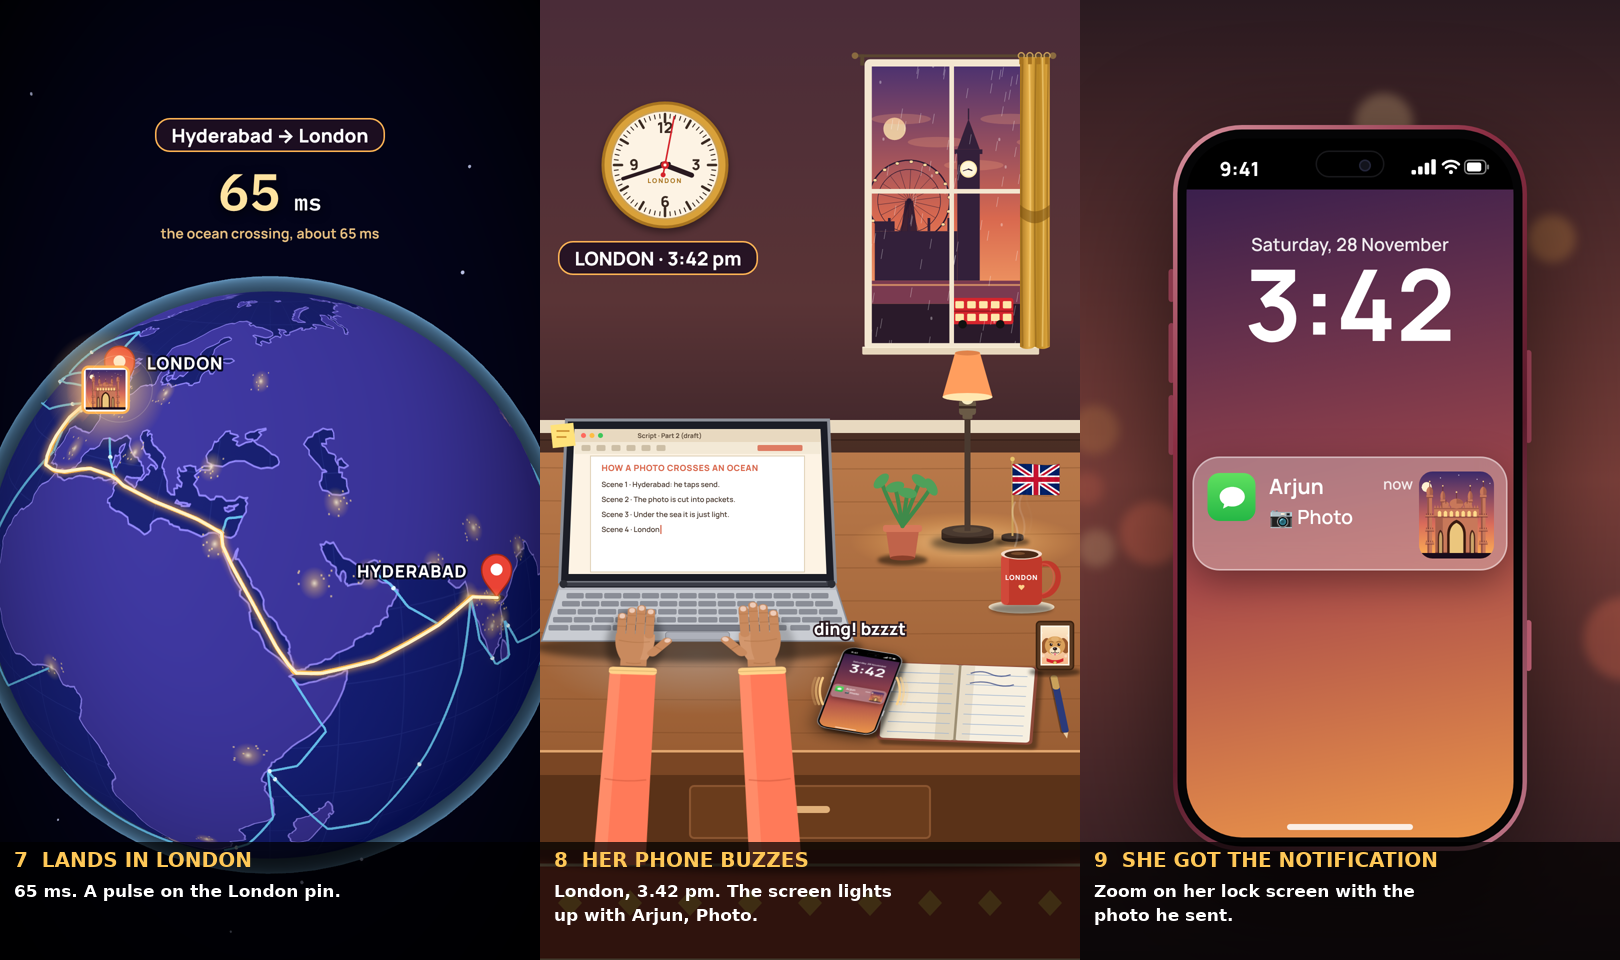 Hyderabad → London
65 ms
the ocean crossing, about 65 ms
LONDON
HYDERABAD
7 LANDS IN LONDON
65 ms. A pulse on the London pin.
12
9
3
LONDON
6
LONDON · 3:42 pm
Script · Part 2 (draft)
HOW A PHOTO CROSSES AN OCEAN
Scene 1 · Hyderabad: he taps send.
Scene 2 · The photo is cut into packets.
Scene 3 · Under the sea it is just light.
Scene 4 · London
LONDON
ding! bzzzt
3:42
8 HER PHONE BUZZES
London, 3.42 pm. The screen lights
up with Arjun, Photo.
9:41
Saturday, 28 November
3:42
Arjun
now
📷 Photo
9 SHE GOT THE NOTIFICATION
Zoom on her lock screen with the
photo he sent.